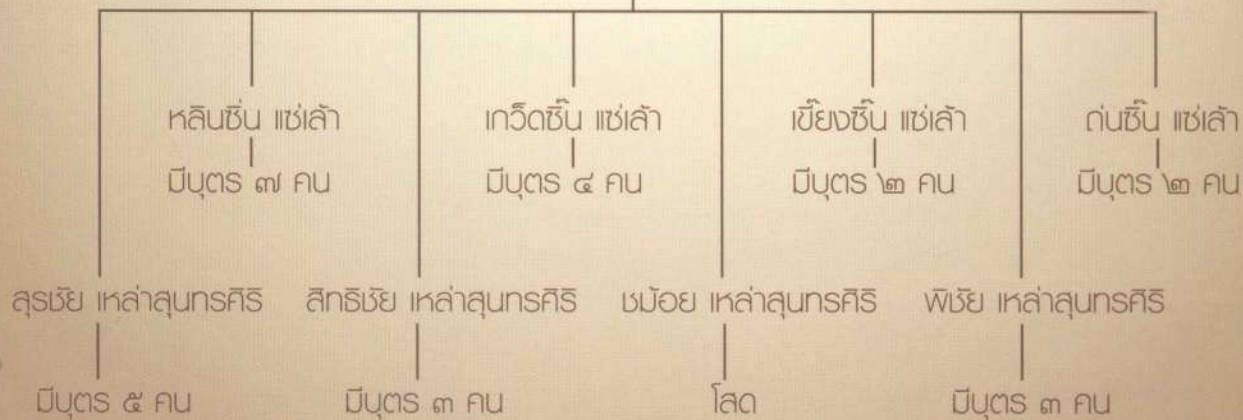 หลินซิ่น แซ่เล้า เกว็ดซิ๊น แซ่เล้า เขี๊ยงซิ๊น แซ่เล้า ถ่นซิ๊น แซ่เล้า
มีบุตร ๗ คน มีบุตร ๔ คน มีบุตร ๒ คน มีบุตร ๒ คน
สุรชัย เหล่าสุนทรศิริ สิทธิชัย เหล่าสุนทรศิริ ชม้อย เหล่าสุนทรศิริ พิชัย เหล่าสุนทรศิริ
มีบุตร ๕ คน มีบุตร ๓ คน โสด มีบุตร ๓ คน